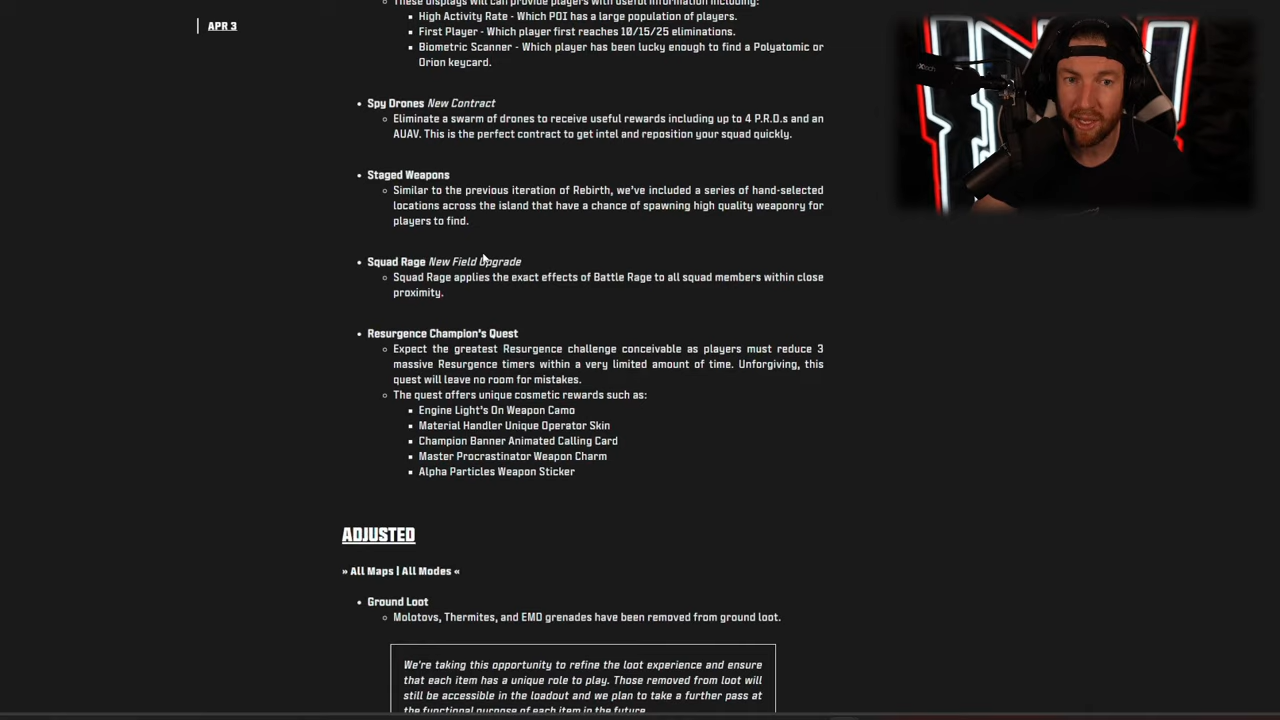 These displays will can provide players with useful information including:
APR 3
High Activity Rate - Which POI has a large population of players.
First Player - Which player first reaches 10/15/25 eliminations.
Biometric Scanner - Which player has been lucky enough to find a Polyatomic or
Orion keycard.
Spy Drones New Contract
Eliminate a swarm of drones to receive useful rewards including up to 4 P.R.D.s and an
AUAV. This is the perfect contract to get intel and reposition your squad quickly.
Staged Weapons
Similar to the previous iteration of Rebirth, we've included a series of hand-selected
locations across the island that have a chance of spawning high quality weaponry for
players to find.
Squad Rage New Field Upgrade
Squad Rage applies the exact effects of Battle Rage to all squad members within close
proximity.
Resurgence Champion's Quest
Expect the greatest Resurgence challenge conceivable as players must reduce 3
massive Resurgence timers within a very limited amount of time. Unforgiving, this
quest will leave no room for mistakes.
The quest offers unique cosmetic rewards such as:
Engine Light's On Weapon Camo
Material Handler Unique Operator Skin
Champion Banner Animated Calling Card
Master Procrastinator Weapon Charm
Alpha Particles Weapon Sticker
ADJUSTED
» All Maps | All Modes «
Ground Loot
Molotovs, Thermites, and EMD grenades have been removed from ground loot.
We're taking this opportunity to refine the loot experience and ensure
that each item has a unique role to play. Those removed from loot will
still be accessible in the loadout and we plan to take a further pass at
the functional purpose of each item in the future.